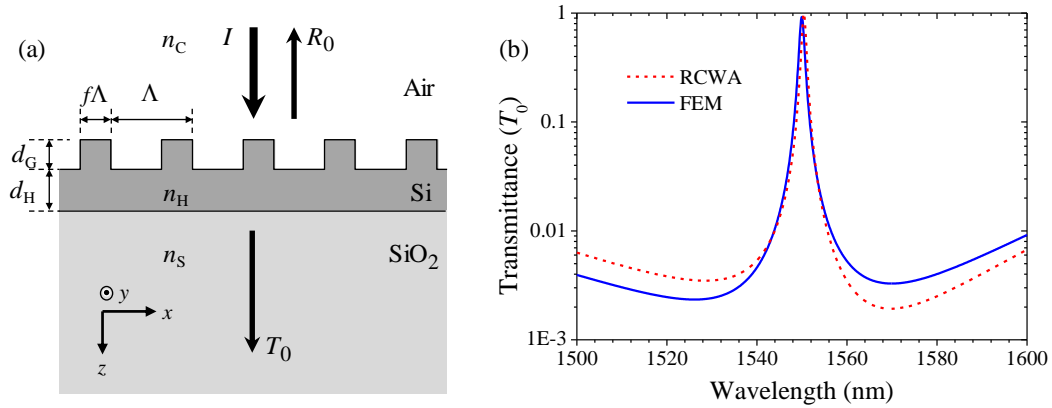 (a)
n_C
I
R_0
Air
fΛ
Λ
d_G
d_H
n_H
Si
n_S
SiO_2
y
x
z
T_0
(b)
Transmittance (T_0)
1
0.1
0.01
1E-3
RCWA
FEM
1500 1520 1540 1560 1580 1600
Wavelength (nm)